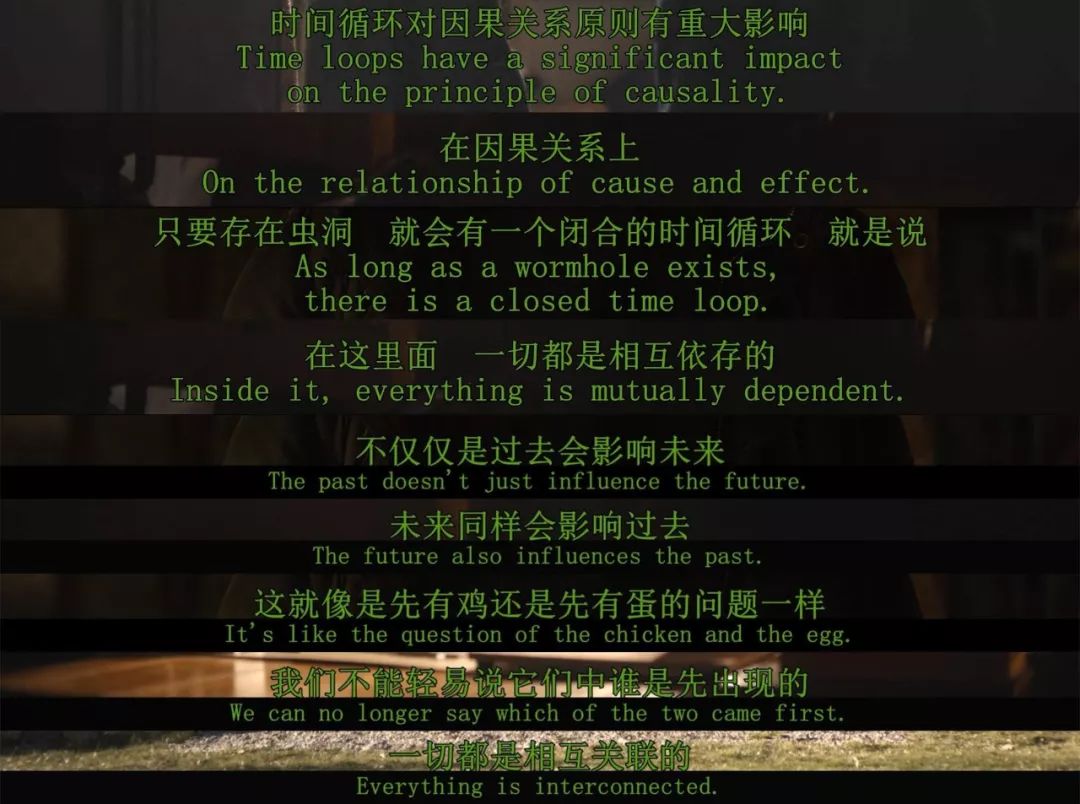 时间循环对因果关系原则有重大影响
Time loops have a significant impact
on the principle of causality.
在因果关系上
On the relationship of cause and effect.
只要存在虫洞 就会有一个闭合的时间循环 就是说
As long as a wormhole exists,
there is a closed time loop.
在这里面 一切都是相互依存的
Inside it, everything is mutually dependent.
不仅仅是过去会影响未来
The past doesn't just influence the future.
未来同样会影响过去
The future also influences the past.
这就像是先有鸡还是先有蛋的问题一样
It's like the question of the chicken and the egg.
我们不能轻易说它们中谁是先出现的
We can no longer say which of the two came first.
一切都是相互关联的
Everything is interconnected.